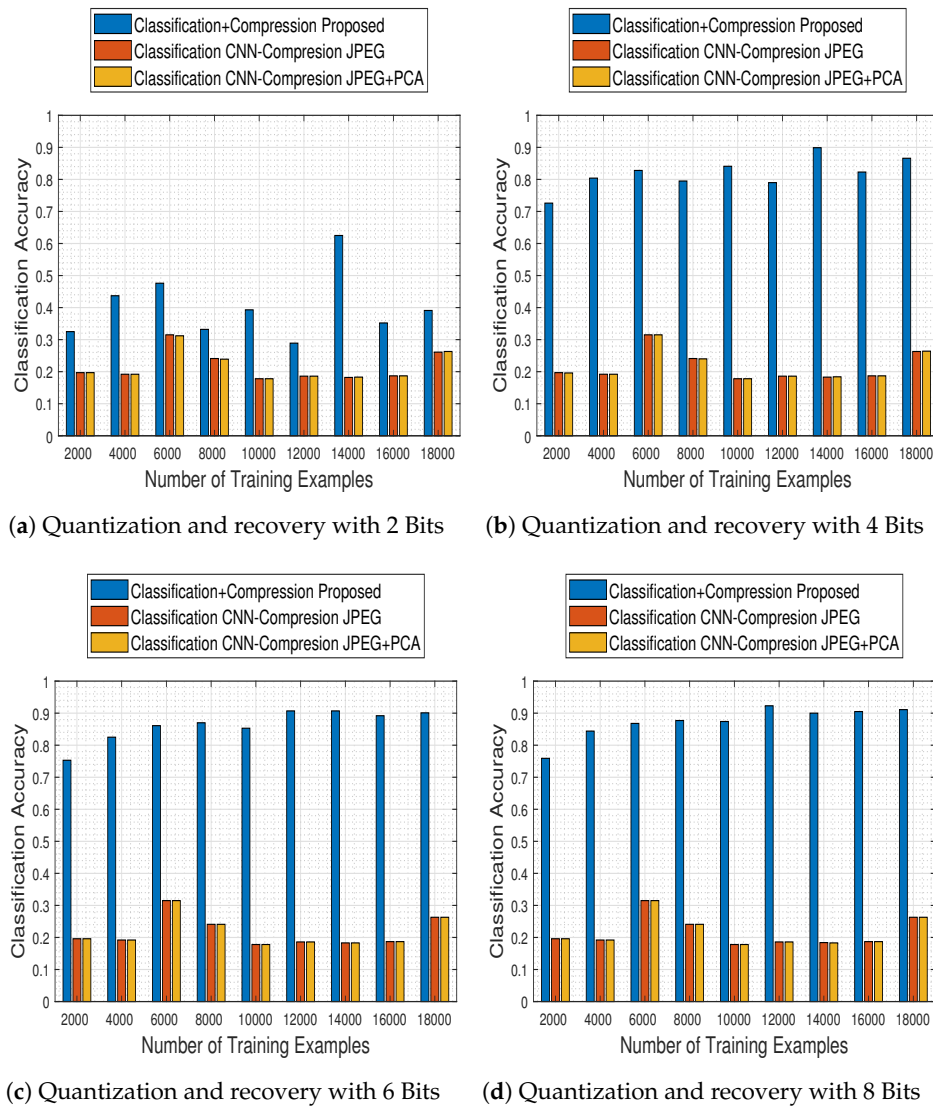 Classification+Compression Proposed
Classification CNN-Compresion JPEG
Classification CNN-Compresion JPEG+PCA
1
0.9
0.8
0.7
0.6
0.5
0.4
0.3
0.2
0.1
0
Classification Accuracy
2000 4000 6000 8000 10000 12000 14000 16000 18000
Number of Training Examples
(a) Quantization and recovery with 2 Bits
Classification+Compression Proposed
Classification CNN-Compresion JPEG
Classification CNN-Compresion JPEG+PCA
1
0.9
0.8
0.7
0.6
0.5
0.4
0.3
0.2
0.1
0
Classification Accuracy
2000 4000 6000 8000 10000 12000 14000 16000 18000
Number of Training Examples
(b) Quantization and recovery with 4 Bits
Classification+Compression Proposed
Classification CNN-Compresion JPEG
Classification CNN-Compresion JPEG+PCA
1
0.9
0.8
0.7
0.6
0.5
0.4
0.3
0.2
0.1
0
Classification Accuracy
2000 4000 6000 8000 10000 12000 14000 16000 18000
Number of Training Examples
(c) Quantization and recovery with 6 Bits
Classification+Compression Proposed
Classification CNN-Compresion JPEG
Classification CNN-Compresion JPEG+PCA
1
0.9
0.8
0.7
0.6
0.5
0.4
0.3
0.2
0.1
0
Classification Accuracy
2000 4000 6000 8000 10000 12000 14000 16000 18000
Number of Training Examples
(d) Quantization and recovery with 8 Bits